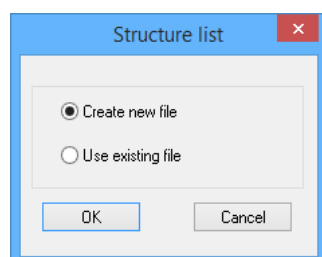 Structure list
Create new file
Use existing file
OK
Cancel